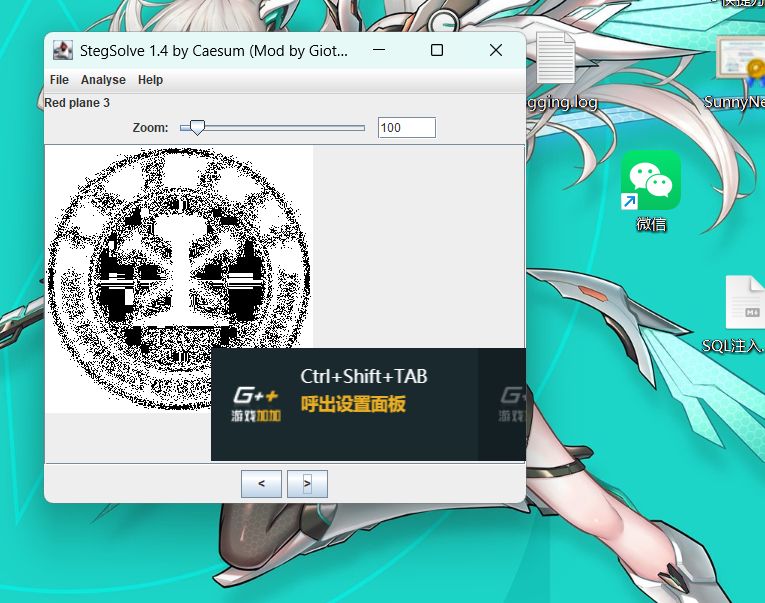 StegSolve 1.4 by Caesum (Mod by Giot...
File Analyse Help
Red plane 3
Zoom: 100
G++
游戏加加
Ctrl+Shift+TAB
呼出设置面板
G
游戏
< >
gging.log
SunnyNe
微信
SQL注入.